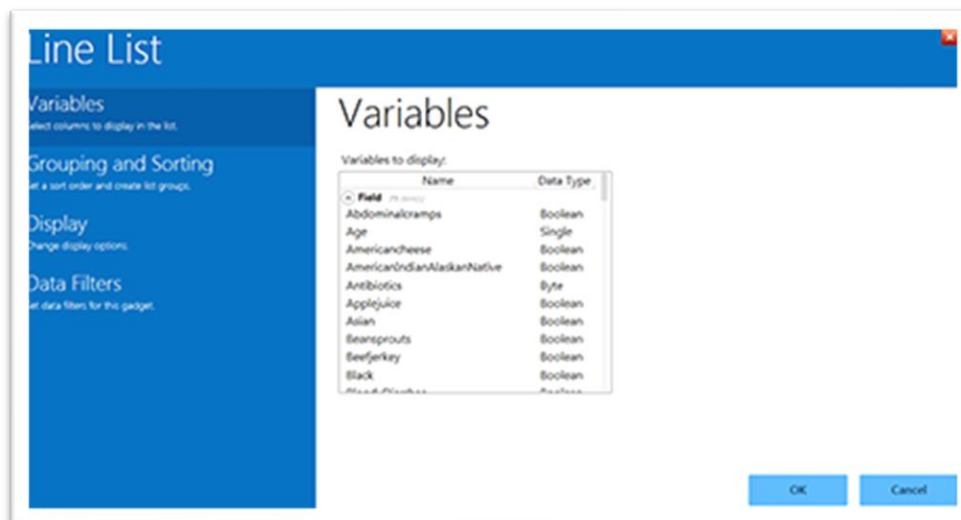 Line List
Variables
Select columns to display in the list.
Grouping and Sorting
Set a sort order and create list groups.
Display
Change display options.
Data Filters
Set data filters for this gadget.
Variables
Variables to display:
Name Data Type
Field
Abdominalcramps Boolean
Age Single
Americancheese Boolean
AmericanIndianAlaskanNative Boolean
Antibiotics Byte
Applejuice Boolean
Asian Boolean
Beansprouts Boolean
Beefjerkey Boolean
Black Boolean
OK Cancel